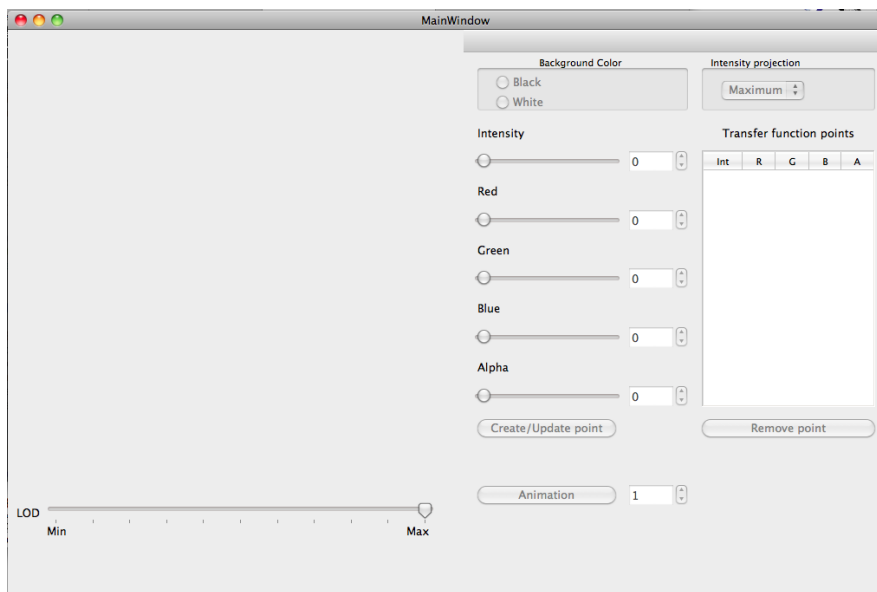 MainWindow
Background Color
Black
White
Intensity projection
Maximum
Intensity
0
Red
0
Green
0
Blue
0
Alpha
0
Create/Update point
Animation
1
Transfer function points
Int R G B A
Remove point
LOD
Min Max